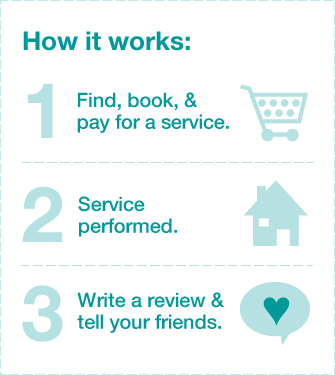 How it works:
1
Find, book, &
pay for a service.
2
Service
performed.
3
Write a review &
tell your friends.